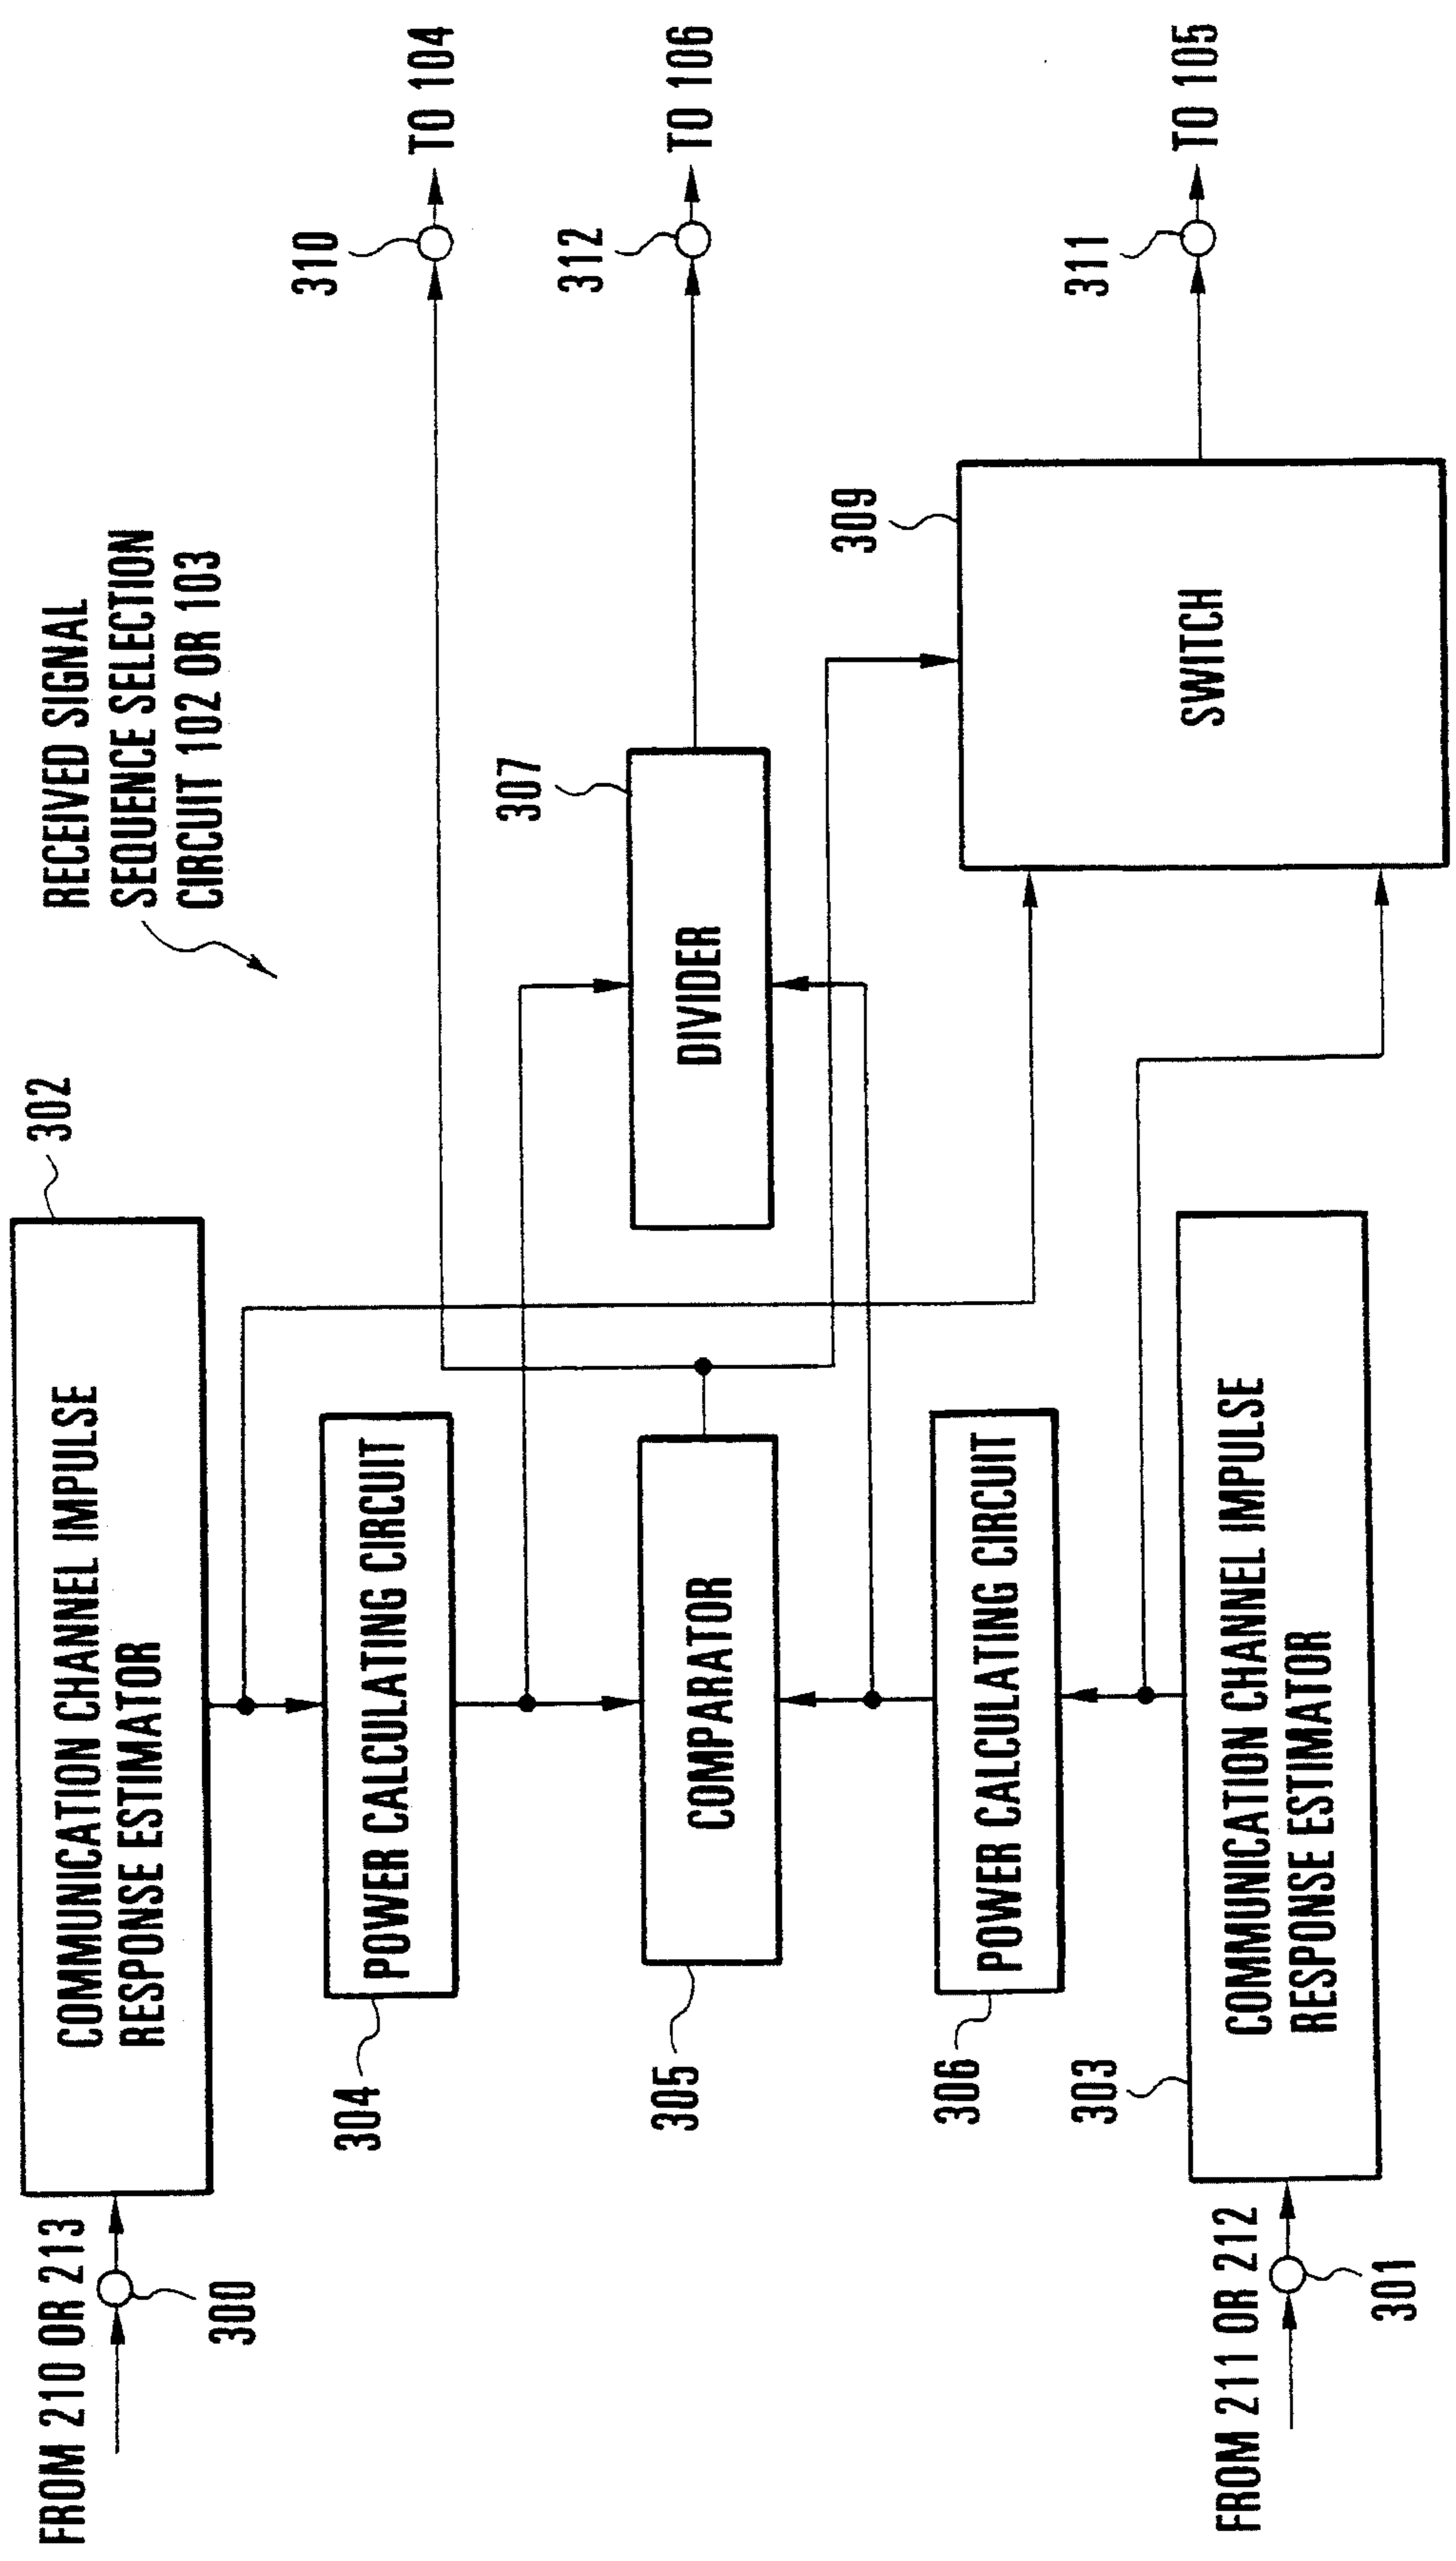 RECEIVED SIGNAL
SEQUENCE SELECTION
CIRCUIT 102 OR 103
FROM 210 OR 213
300
302
COMMUNICATION CHANNEL IMPULSE
RESPONSE ESTIMATOR
304
POWER CALCULATING CIRCUIT
310
TO 104
305
COMPARATOR
307
DIVIDER
312
TO 106
306
POWER CALCULATING CIRCUIT
309
SWITCH
311
TO 105
303
COMMUNICATION CHANNEL IMPULSE
RESPONSE ESTIMATOR
FROM 211 OR 212
301